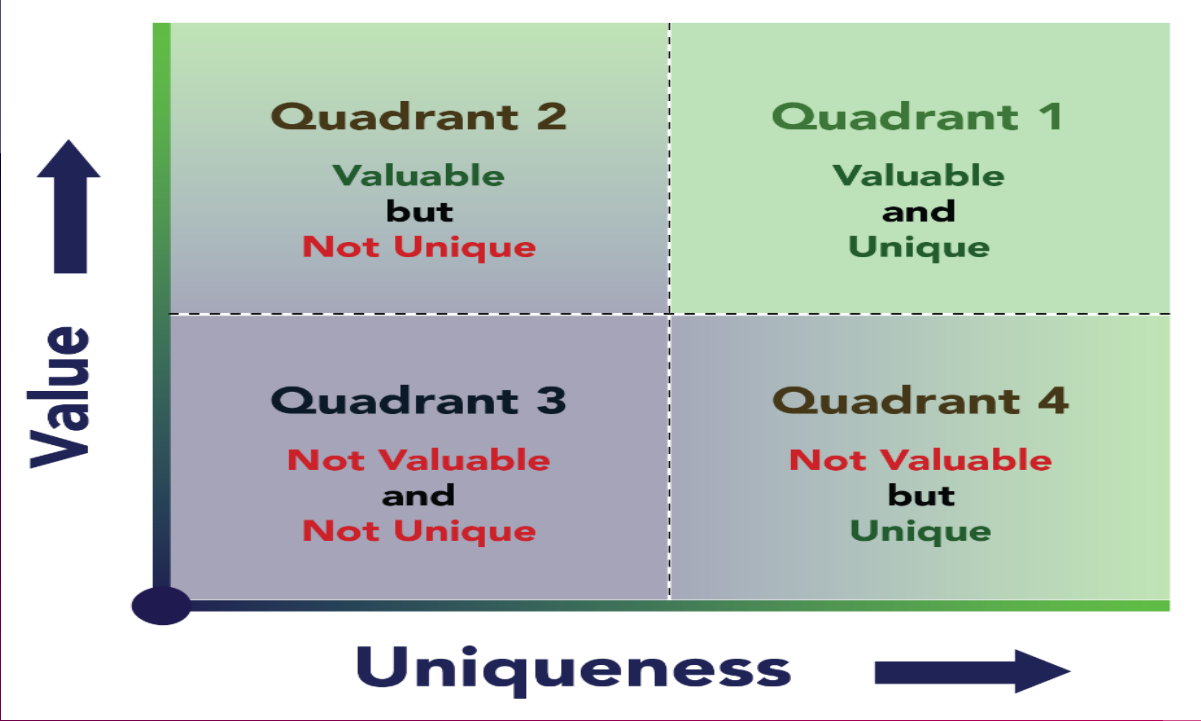 Quadrant 2
Valuable
but
Not Unique
Quadrant 1
Valuable
and
Unique
Value
Quadrant 3
Not Valuable
and
Not Unique
Quadrant 4
Not Valuable
but
Unique
Uniqueness